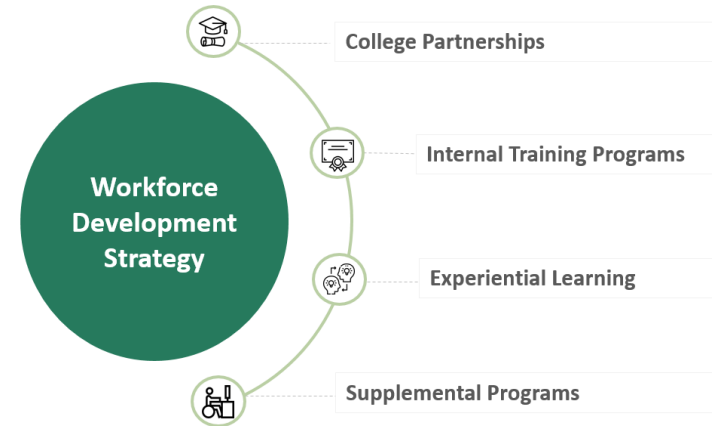 Workforce
Development
Strategy
College Partnerships
Internal Training Programs
Experiential Learning
Supplemental Programs